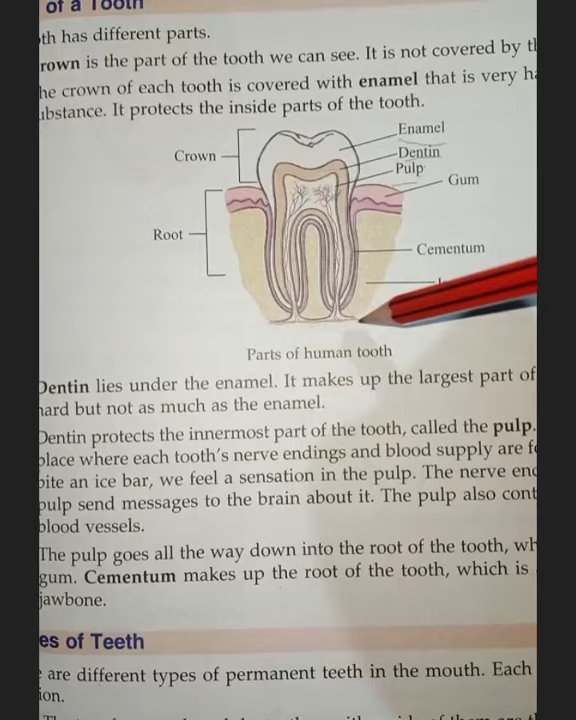 of a Tooth
th has different parts.
rown is the part of the tooth we can see. It is not covered by
he crown of each tooth is covered with enamel that is very
bstance. It protects the inside parts of the tooth.
Enamel
Crown
Dentin
Pulp
Gum
Root
Cementum
Parts of human tooth
Dentin lies under the enamel. It makes up the largest part of
hard but not as much as the enamel.
Dentin protects the innermost part of the tooth, called the pulp.
place where each tooth's nerve endings and blood supply are
bite an ice bar, we feel a sensation in the pulp. The nerve
pulp send messages to the brain about it. The pulp also cont
blood vessels.
The pulp goes all the way down into the root of the tooth,
gum. Cementum makes up the root of the tooth, which is
jawbone.
es of Teeth
are different types of permanent teeth in the mouth. Each
ion.